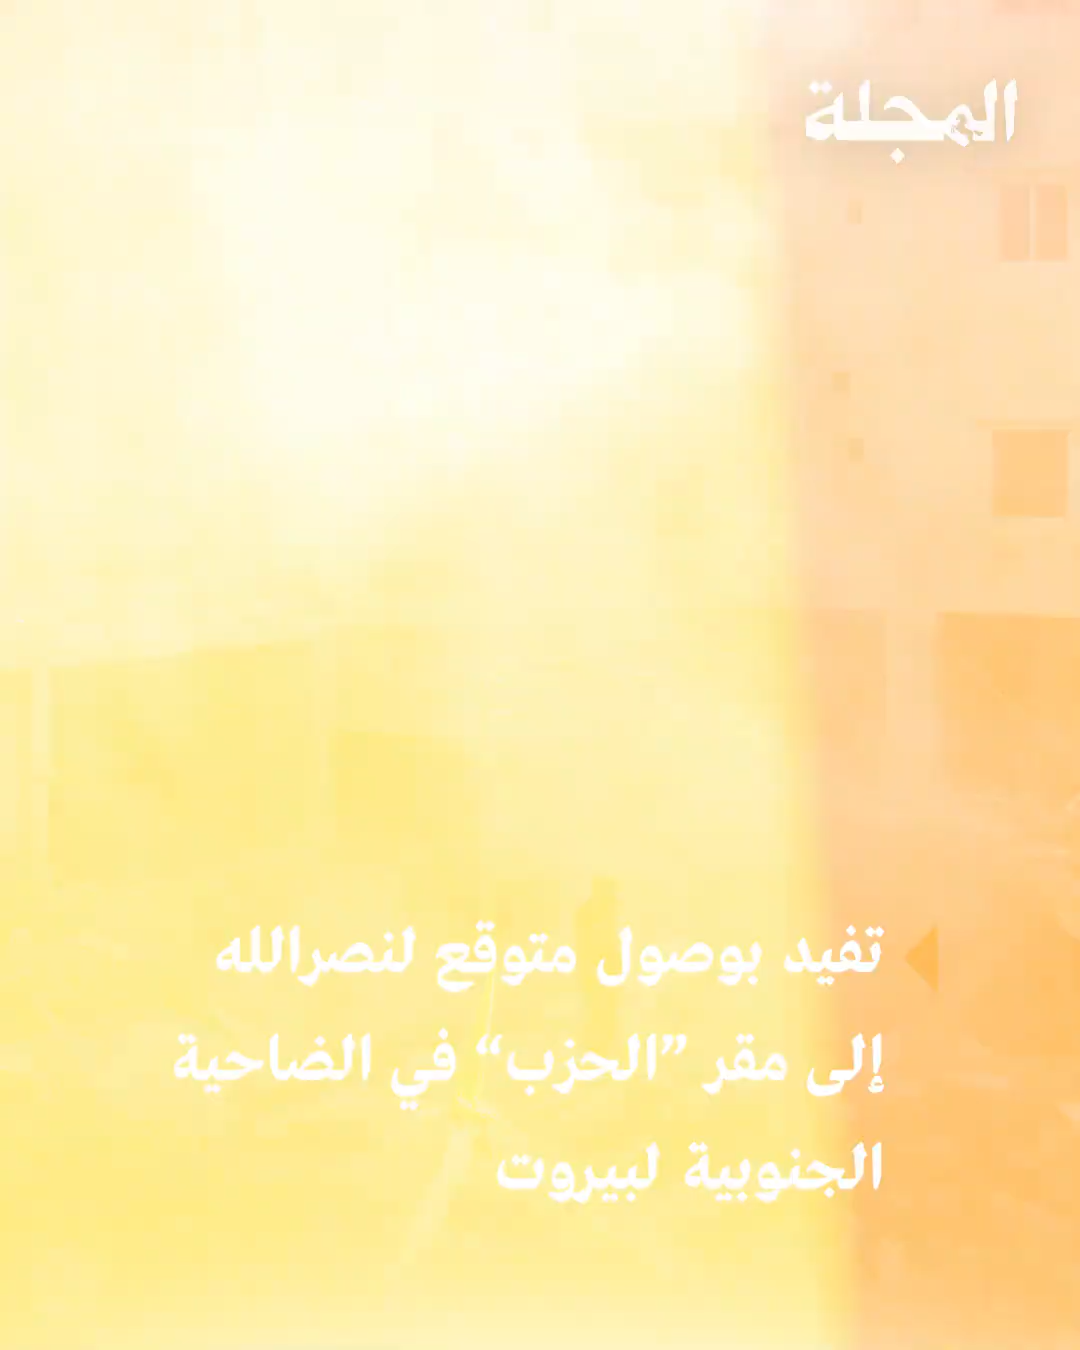 المجلة
تفيد بوصول متوقع لنصرالله
إلى مقر ”الحزب“ في الضاحية
الجنوبية لبيروت